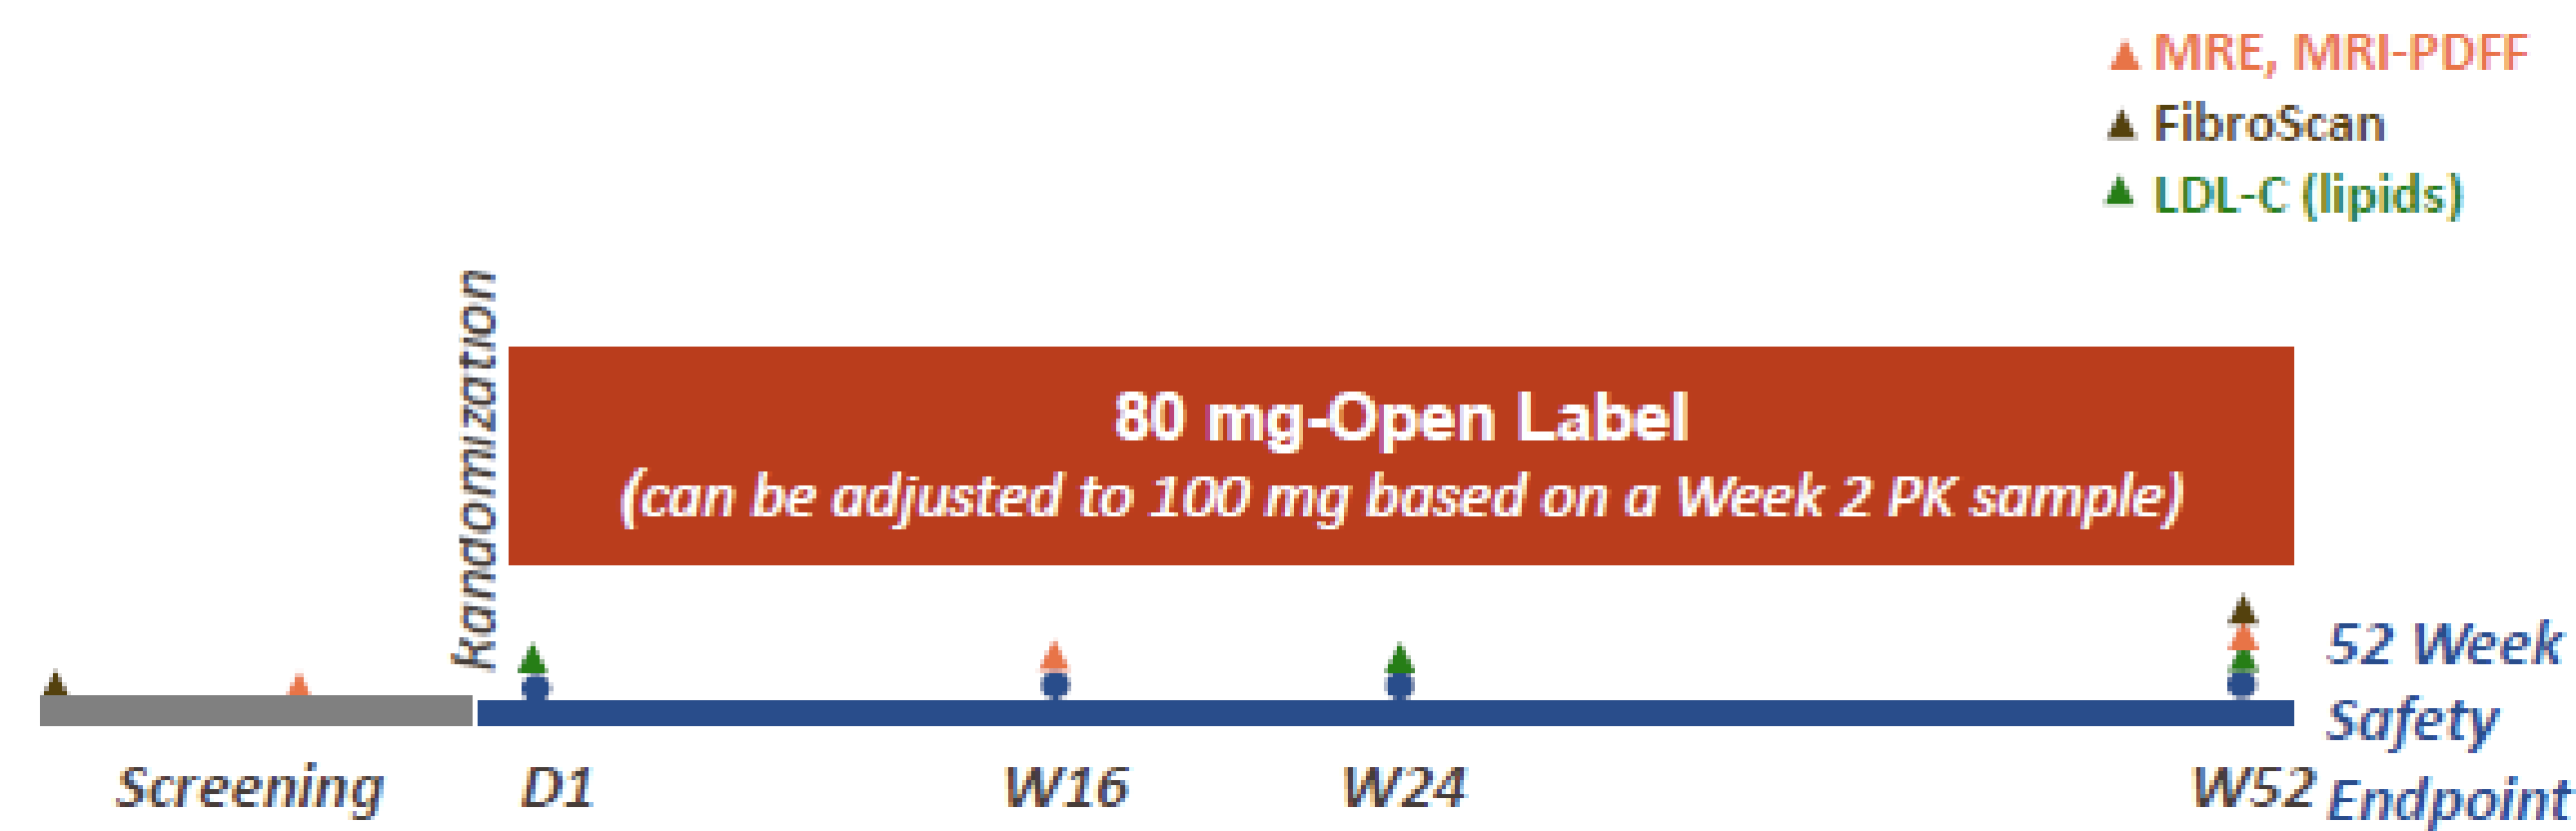 MRE, MRI-PDFF
FibroScan
LDL-C (lipids)
Randomization
80 mg-Open Label
(can be adjusted to 100 mg based on a Week 2 PK sample)
52 Week
Safety
Endpoint
Screening
D1
W16
W24
W52